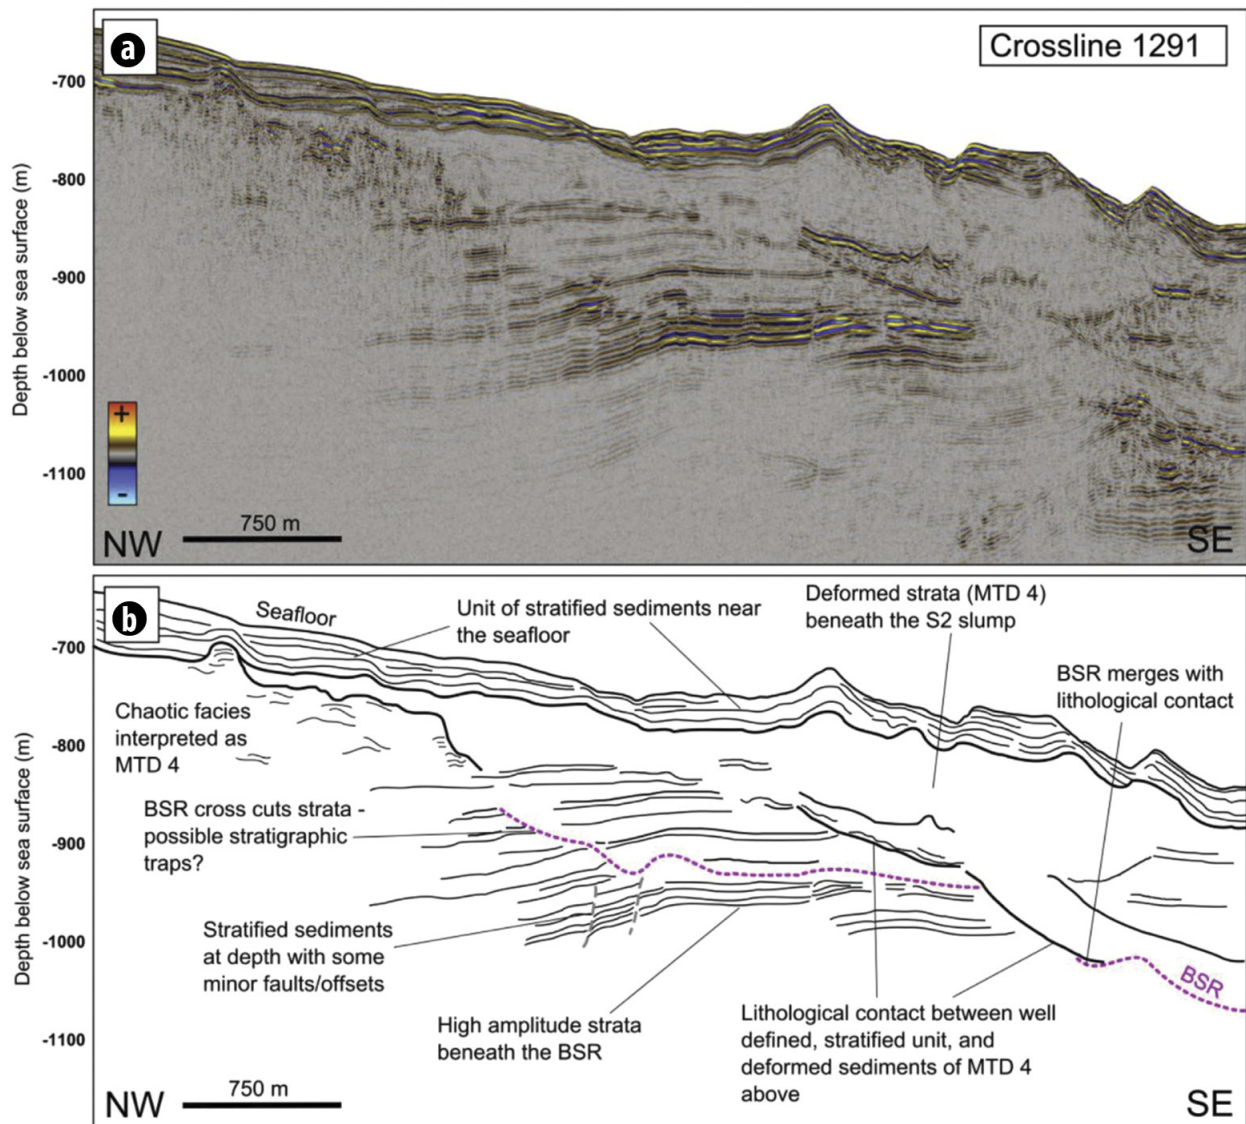 a
Crossline 1291
Depth below sea surface (m)
-700
-800
-900
-1000
-1100
+
-
750 m
NW
SE
b
Depth below sea surface (m)
-700
-800
-900
-1000
-1100
Seafloor
Unit of stratified sediments near
the seafloor
Deformed strata (MTD 4)
beneath the S2 slump
BSR merges with
lithological contact
Chaotic facies
interpreted as
MTD 4
BSR cross cuts strata -
possible stratigraphic
traps?
Stratified sediments
at depth with some
minor faults/offsets
High amplitude strata
beneath the BSR
Lithological contact between well
defined, stratified unit, and
deformed sediments of MTD 4
above
BSR
750 m
NW
SE